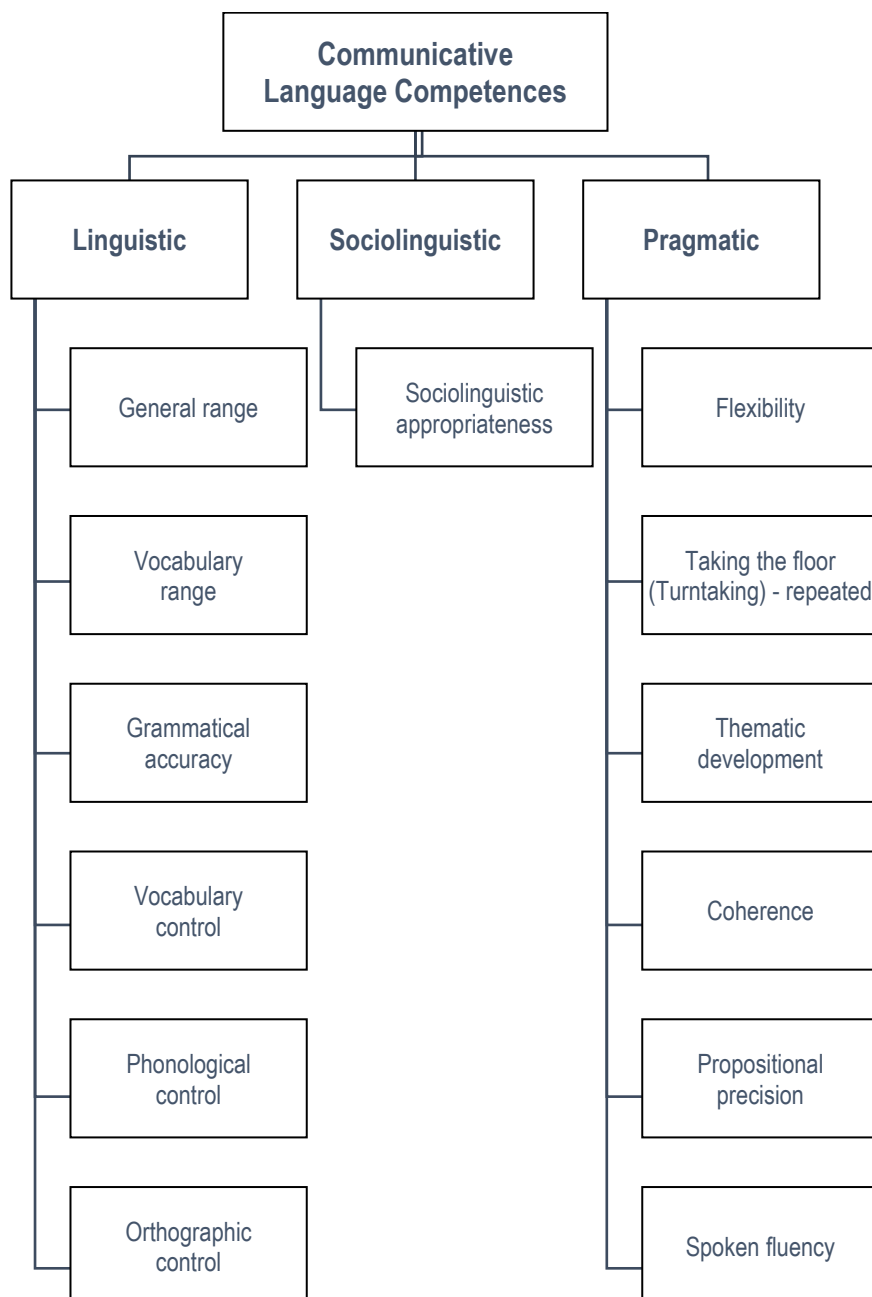 Communicative
Language Competences
Linguistic
Sociolinguistic
Pragmatic
General range
Sociolinguistic
appropriateness
Flexibility
Vocabulary
range
Taking the floor
(Turntaking) - repeated
Grammatical
accuracy
Thematic
development
Vocabulary
control
Coherence
Phonological
control
Propositional
precision
Orthographic
control
Spoken fluency